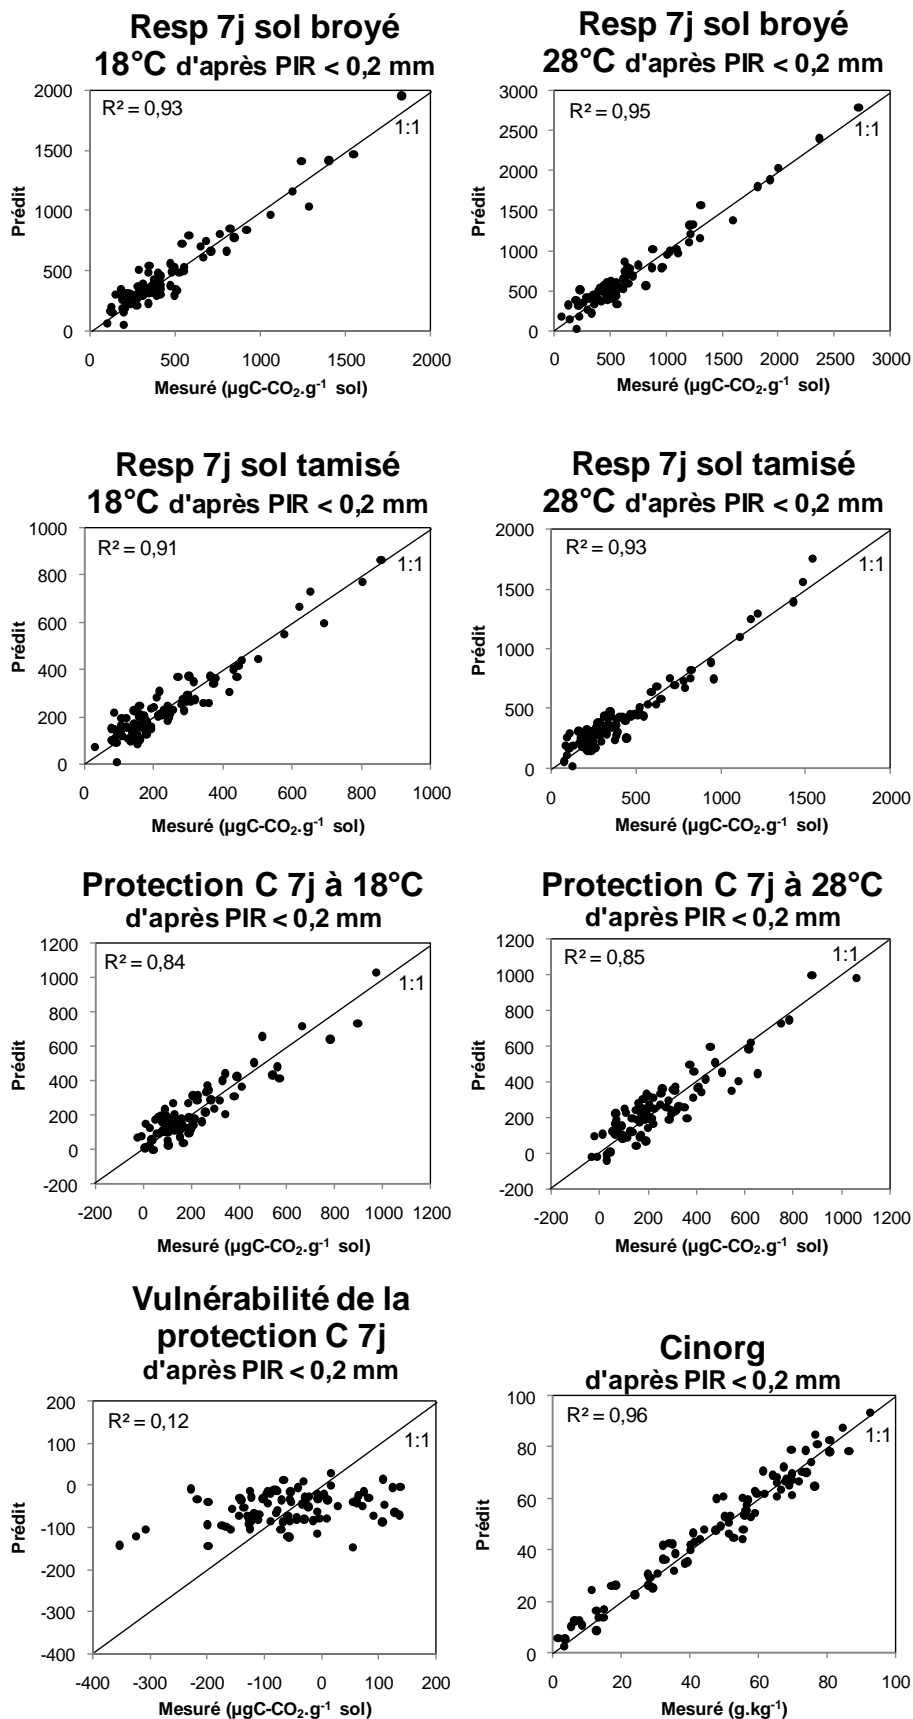 Resp 7j sol broyé
18°C d'après PIR < 0,2 mm
2000
1500
1000
500
0
R² = 0,93
1:1
Prédit
0 500 1000 1500 2000
Mesuré (µgC-CO₂.g⁻¹ sol)
Resp 7j sol broyé
28°C d'après PIR < 0,2 mm
3000
2500
2000
1500
1000
500
0
R² = 0,95
1:1
Prédit
0 500 1000 1500 2000 2500 3000
Mesuré (µgC-CO₂.g⁻¹ sol)
Resp 7j sol tamisé
18°C d'après PIR < 0,2 mm
1000
800
600
400
200
0
R² = 0,91
1:1
Prédit
0 200 400 600 800 1000
Mesuré (µgC-CO₂.g⁻¹ sol)
Resp 7j sol tamisé
28°C d'après PIR < 0,2 mm
2000
1500
1000
500
0
R² = 0,93
1:1
Prédit
0 500 1000 1500 2000
Mesuré (µgC-CO₂.g⁻¹ sol)
Protection C 7j à 18°C
d'après PIR < 0,2 mm
1200
1000
800
600
400
200
0
-200
R² = 0,84
1:1
Prédit
-200 0 200 400 600 800 1000 1200
Mesuré (µgC-CO₂.g⁻¹ sol)
Protection C 7j à 28°C
d'après PIR < 0,2 mm
1200
1000
800
600
400
200
0
-200
R² = 0,85
1:1
Prédit
-200 0 200 400 600 800 1000 1200
Mesuré (µgC-CO₂.g⁻¹ sol)
Vulnérabilité de la
protection C 7j
d'après PIR < 0,2 mm
200
100
0
-100
-200
-300
-400
R² = 0,12
1:1
Prédit
-400 -300 -200 -100 0 100 200
Mesuré (µgC-CO₂.g⁻¹ sol)
Cinorg
d'après PIR < 0,2 mm
100
80
60
40
20
0
R² = 0,96
1:1
Prédit
0 20 40 60 80 100
Mesuré (g.kg⁻¹)